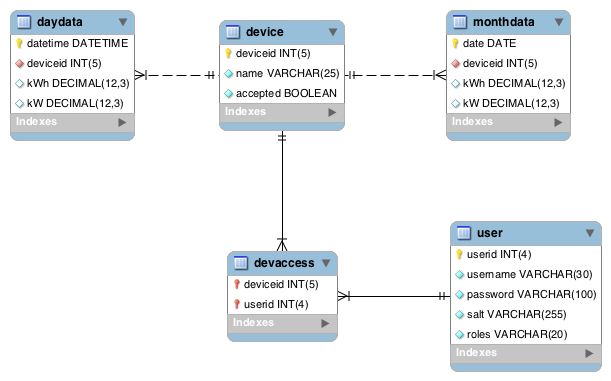 daydata
datetime DATETIME
deviceid INT(5)
kWh DECIMAL(12,3)
kW DECIMAL(12,3)
Indexes
device
deviceid INT(5)
name VARCHAR(25)
accepted BOOLEAN
Indexes
monthdata
date DATE
deviceid INT(5)
kWh DECIMAL(12,3)
kW DECIMAL(12,3)
Indexes
devaccess
deviceid INT(5)
userid INT(4)
Indexes
user
userid INT(4)
username VARCHAR(30)
password VARCHAR(100)
salt VARCHAR(255)
roles VARCHAR(20)
Indexes